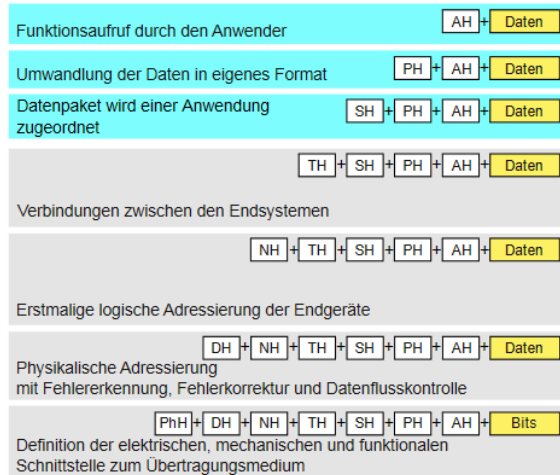 AH + Daten
Funktionsaufruf durch den Anwender
PH + AH + Daten
Umwandlung der Daten in eigenes Format
Datenpaket wird einer Anwendung
SH + PH + AH + Daten
zugeordnet
TH + SH + PH + AH + Daten
Verbindungen zwischen den Endsystemen
NH + TH + SH + PH + AH + Daten
Erstmalige logische Adressierung der Endgeräte
DH + NH + TH + SH + PH + AH + Daten
Physikalische Adressierung
mit Fehlererkennung, Fehlerkorrektur und Datenflusskontrolle
PhH + DH + NH + TH + SH + PH + AH + Bits
Definition der elektrischen, mechanischen und funktionalen
Schnittstelle zum Übertragungsmedium